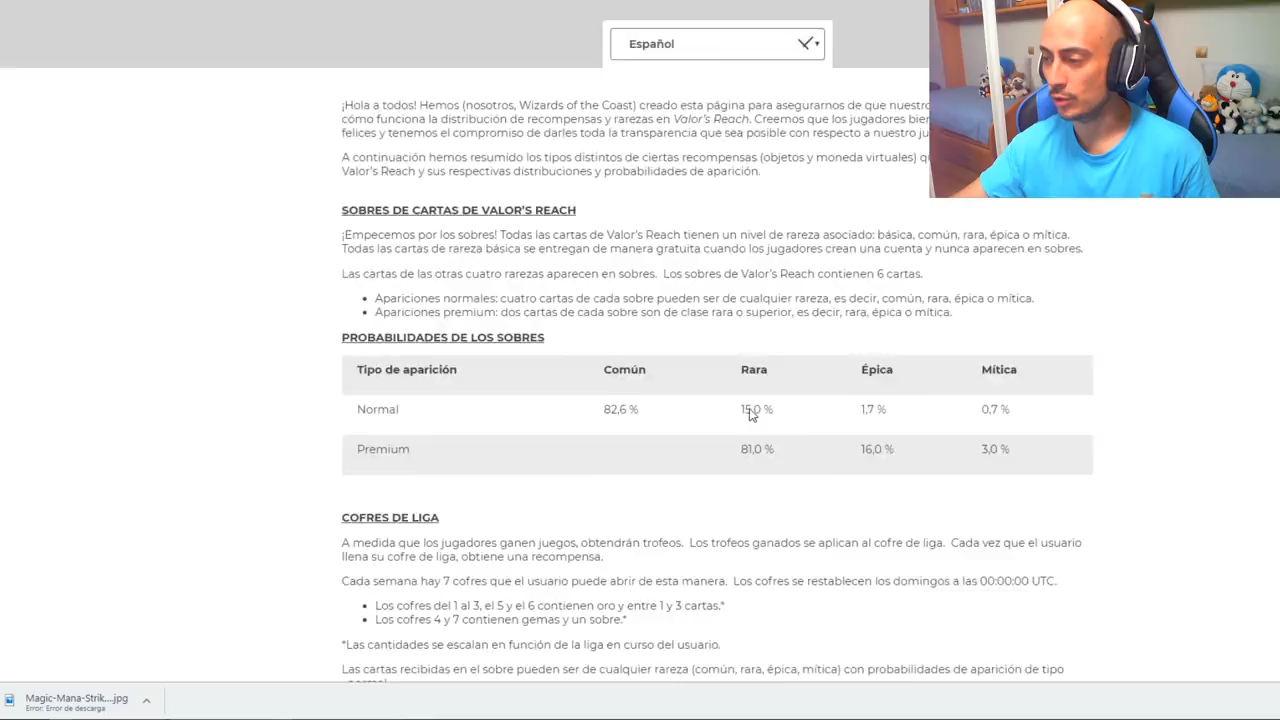 Español
¡Hola a todos! Hemos (nosotros, Wizards of the Coast) creado esta página para asegurarnos de que nuestro
cómo funciona la distribución de recompensas y rarezas en Valor's Reach. Creemos que los jugadores bien
felices y tenemos el compromiso de darles toda la transparencia que sea posible con respecto a nuestro ju
A continuación hemos resumido los tipos distintos de ciertas recompensas (objetos y moneda virtuales) qu
Valor's Reach y sus respectivas distribuciones y probabilidades de aparición.
SOBRES DE CARTAS DE VALOR'S REACH
¡Empecemos por los sobres! Todas las cartas de Valor's Reach tienen un nivel de rareza asociado: básica, común, rara, épica o mítica.
Todas las cartas de rareza básica se entregan de manera gratuita cuando los jugadores crean una cuenta y nunca aparecen en sobres.
Las cartas de las otras cuatro rarezas aparecen en sobres. Los sobres de Valor's Reach contienen 6 cartas.
• Apariciones normales: cuatro cartas de cada sobre pueden ser de cualquier rareza, es decir, común, rara, épica o mítica.
• Apariciones premium: dos cartas de cada sobre son de clase rara o superior, es decir, rara, épica o mítica.
PROBABILIDADES DE LOS SOBRES
Tipo de aparición Común Rara Épica Mítica
Normal 82,6 % 15,0 % 1,7 % 0,7 %
Premium 81,0 % 16,0 % 3,0 %
COFRES DE LIGA
A medida que los jugadores ganen juegos, obtendrán trofeos. Los trofeos ganados se aplican al cofre de liga. Cada vez que el usuario
llena su cofre de liga, obtiene una recompensa.
Cada semana hay 7 cofres que el usuario puede abrir de esta manera. Los cofres se restablecen los domingos a las 00:00:00 UTC.
• Los cofres del 1 al 3, el 5 y el 6 contienen oro y entre 1 y 3 cartas.*
• Los cofres 4 y 7 contienen gemas y un sobre.*
*Las cantidades se escalan en función de la liga en curso del usuario.
Las cartas recibidas en el sobre pueden ser de cualquier rareza (común, rara, épica, mítica) con probabilidades de aparición de tipo
Magic-Mana-Strik....jpg
Error: Error de descarga